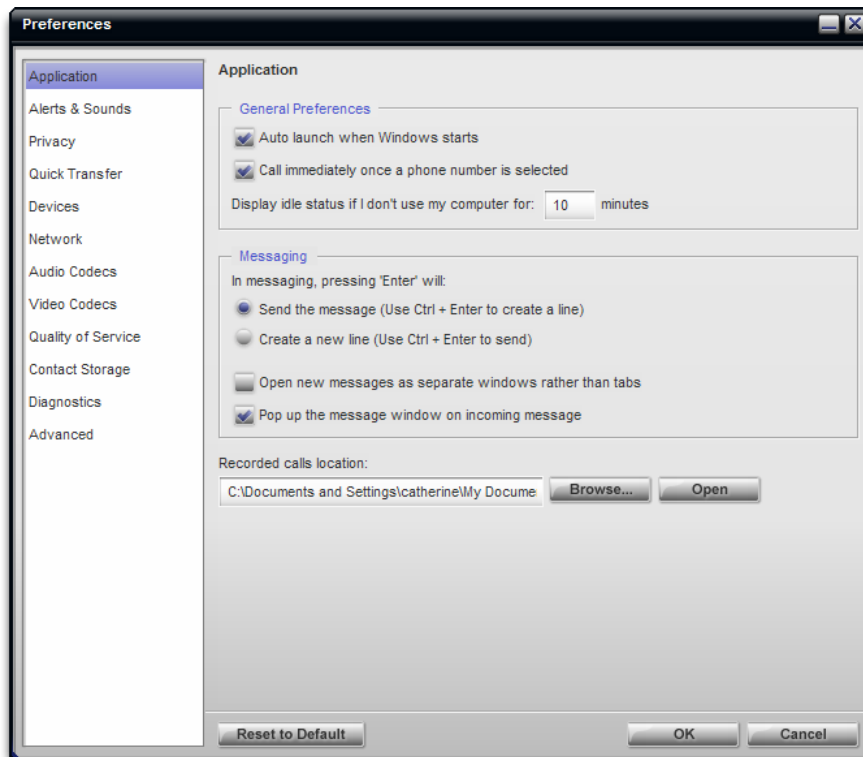 Preferences
Application
Alerts & Sounds
Privacy
Quick Transfer
Devices
Network
Audio Codecs
Video Codecs
Quality of Service
Contact Storage
Diagnostics
Advanced
Application
General Preferences
Auto launch when Windows starts
Call immediately once a phone number is selected
Display idle status if I don't use my computer for: 10 minutes
Messaging
In messaging, pressing 'Enter' will:
Send the message (Use Ctrl + Enter to create a line)
Create a new line (Use Ctrl + Enter to send)
Open new messages as separate windows rather than tabs
Pop up the message window on incoming message
Recorded calls location:
C:\Documents and Settings\catherine\My Docume Browse... Open
Reset to Default OK Cancel